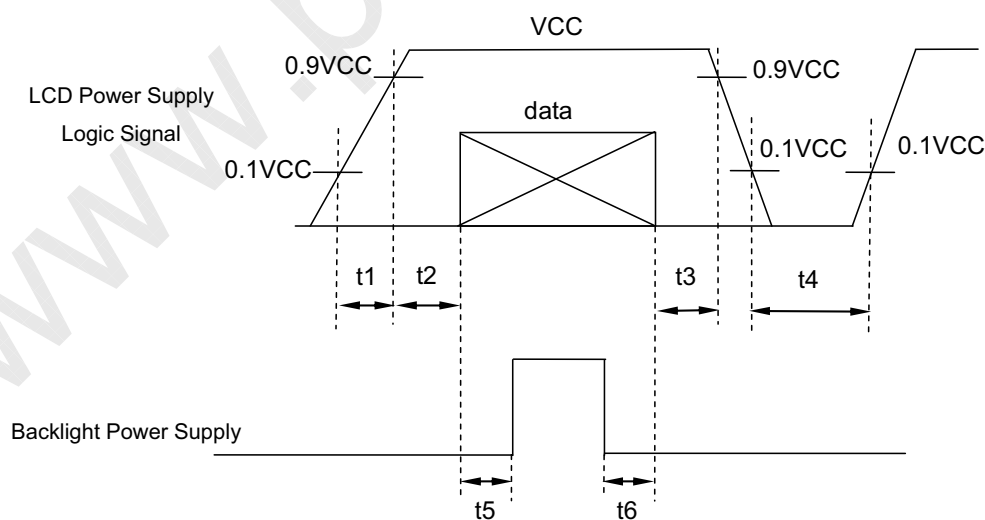 VCC
0.9VCC
0.9VCC
LCD Power Supply
Logic Signal
data
0.1VCC
0.1VCC
0.1VCC
t1
t2
t3
t4
Backlight Power Supply
t5
t6
www.p